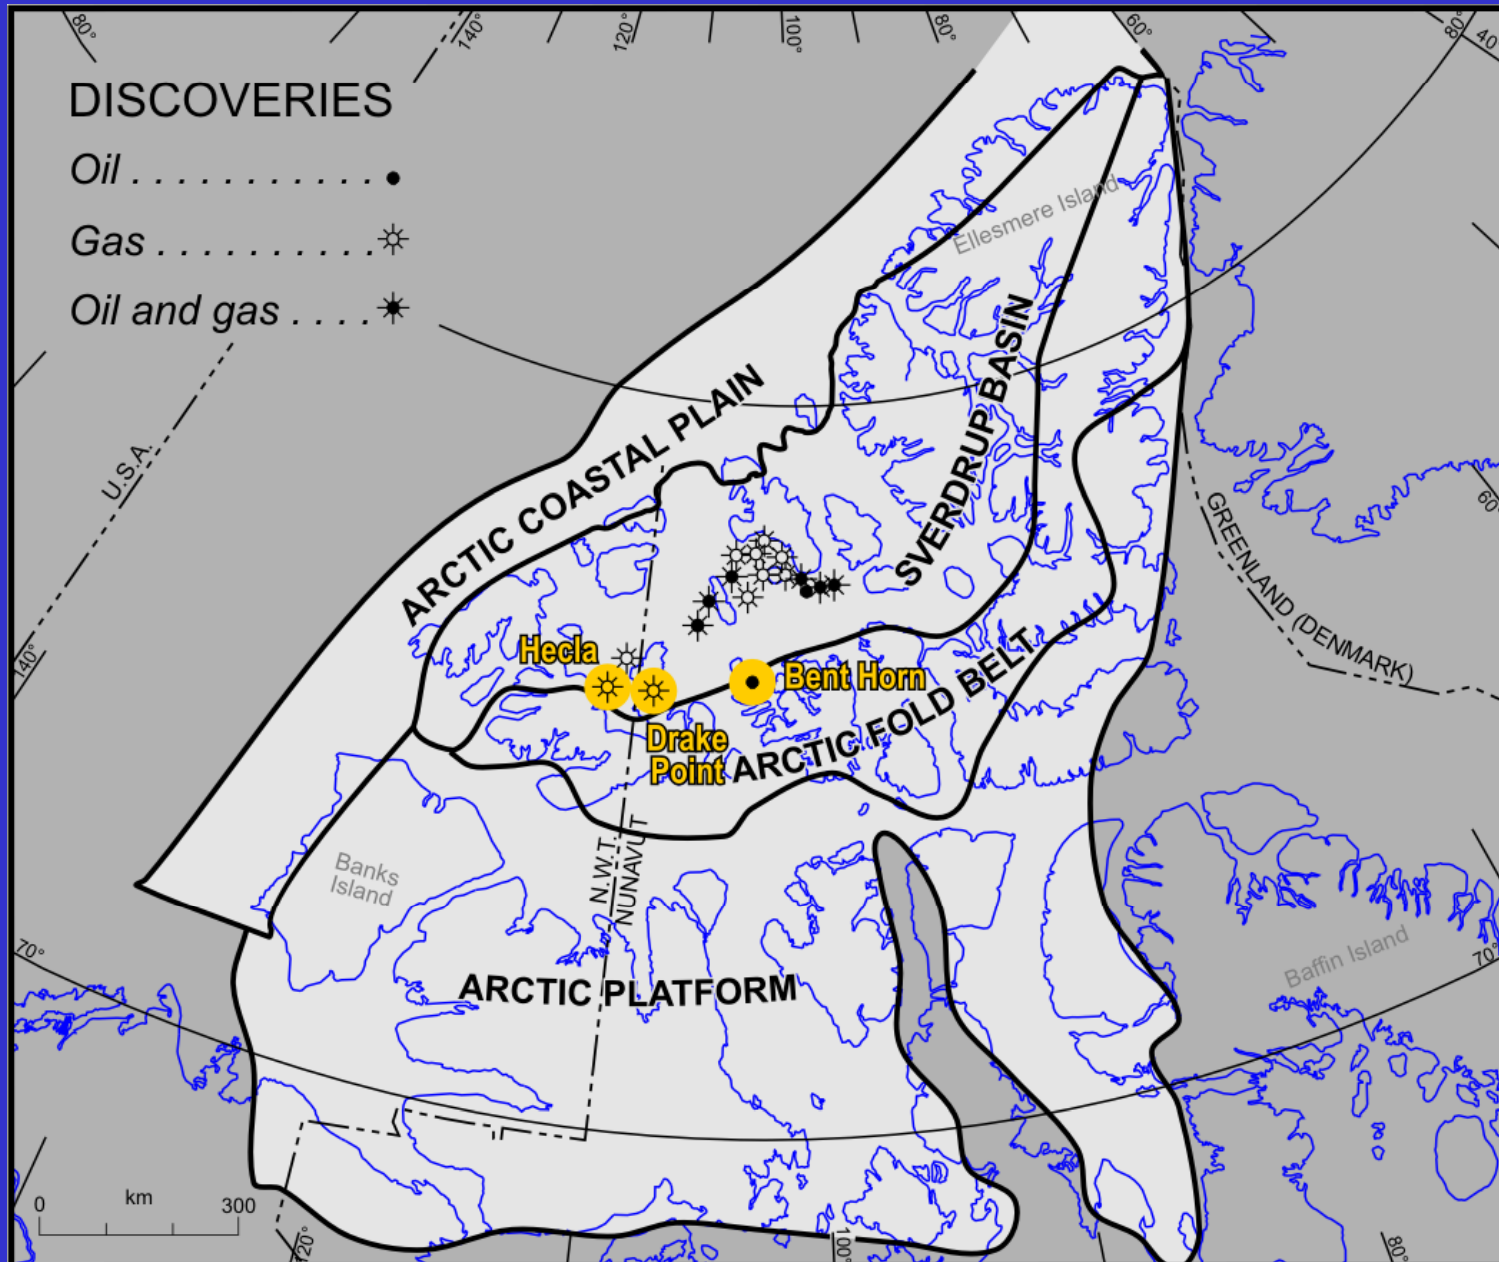 80°
140°
120°
100°
80°
60°
80°
40
DISCOVERIES
Oil . . . . . . . . . . .
Gas . . . . . . . . . .
Oil and gas . . . .
Ellesmere Island
U.S.A.
ARCTIC COASTAL PLAIN
SVERDRUP BASIN
60°
GREENLAND (DENMARK)
140°
Hecla
Bent Horn
Drake
Point
ARCTIC FOLD BELT
N.W.T.
NUNAVUT
Banks
Island
Baffin Island
70°
70°
ARCTIC PLATFORM
0 km 300
120°
100°
80°